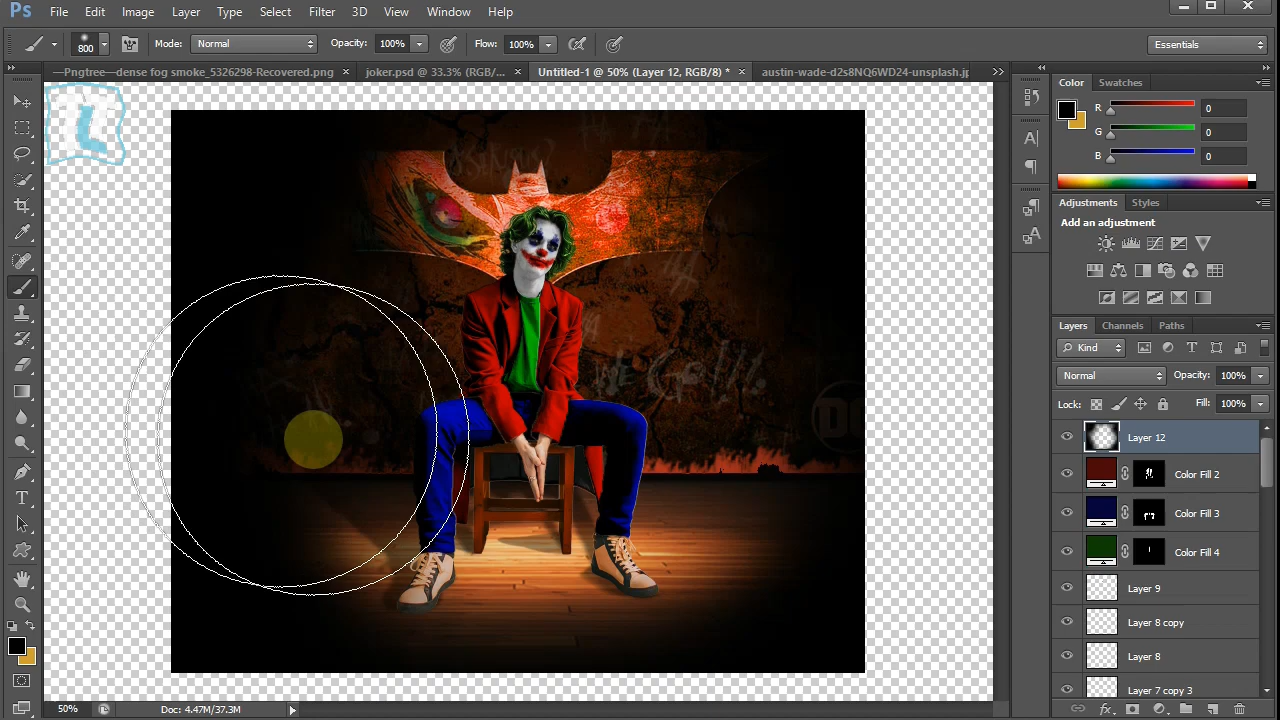 Ps File Edit Image Layer Type Select Filter 3D View Window Help
800 Mode: Normal Opacity: 100% Flow: 100% Essentials
—Pngtree—dense fog smoke_5326298-Recovered.png × joker.psd @ 33.3% (RGB/... × Untitled-1 @ 50% (Layer 12, RGB/8) * × austin-wade-d2s8NQ6WD24-unsplash.jp
Color Swatches
R 0
G 0
B 0
Adjustments Styles
Add an adjustment
Layers Channels Paths
Kind
Normal Opacity: 100%
Lock: Fill: 100%
Layer 12
Color Fill 2
Color Fill 3
Color Fill 4
Layer 9
Layer 8 copy
Layer 8
Layer 7 copy 3
50% Doc: 4.47M/37.3M